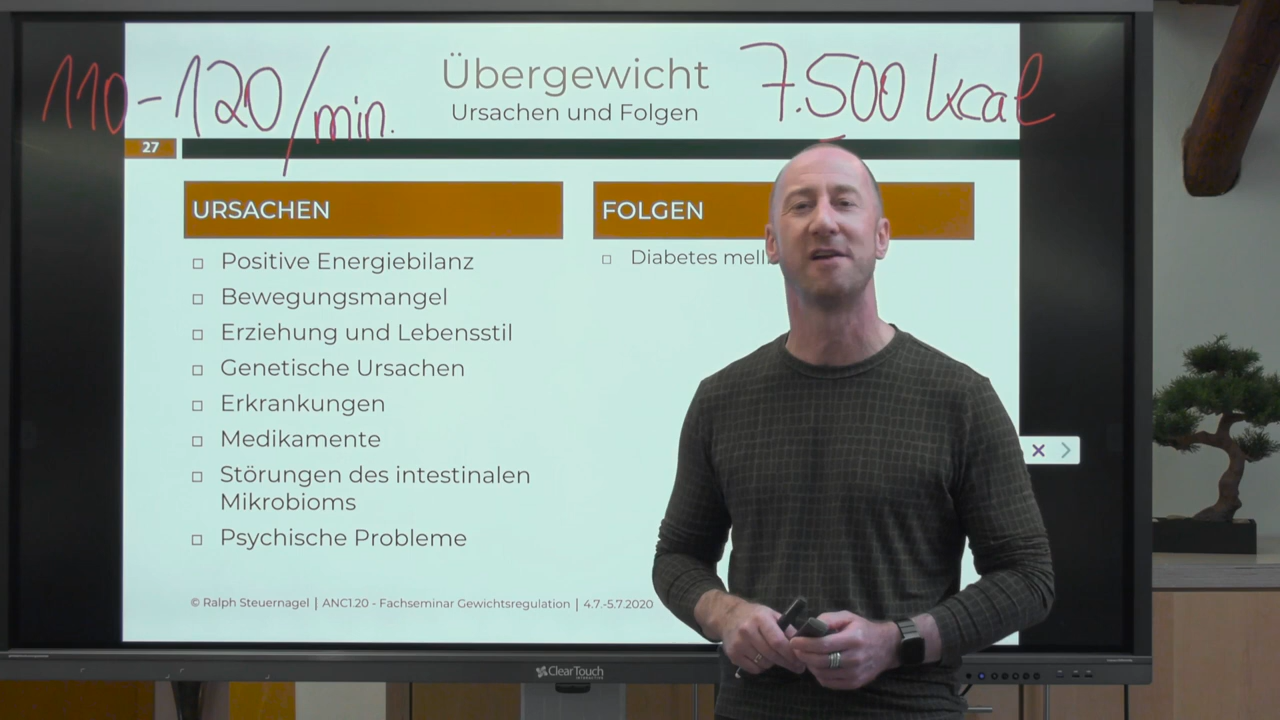 110-120/min.
Übergewicht
7.500 kcal
Ursachen und Folgen
27
URSACHEN
Positive Energiebilanz
Bewegungsmangel
Erziehung und Lebensstil
Genetische Ursachen
Erkrankungen
Medikamente
Störungen des intestinalen
Mikrobioms
Psychische Probleme
FOLGEN
Diabetes mell
© Ralph Steuernagel | ANC1.20 - Fachseminar Gewichtsregulation | 4.7.-5.7.2020
ClearTouch
INTERACTIVE